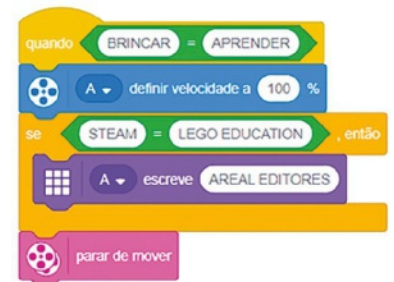 quando BRINCAR = APRENDER
A definir velocidade a 100 %
se STEAM = LEGO EDUCATION , então
A escreve AREAL EDITORES
parar de mover